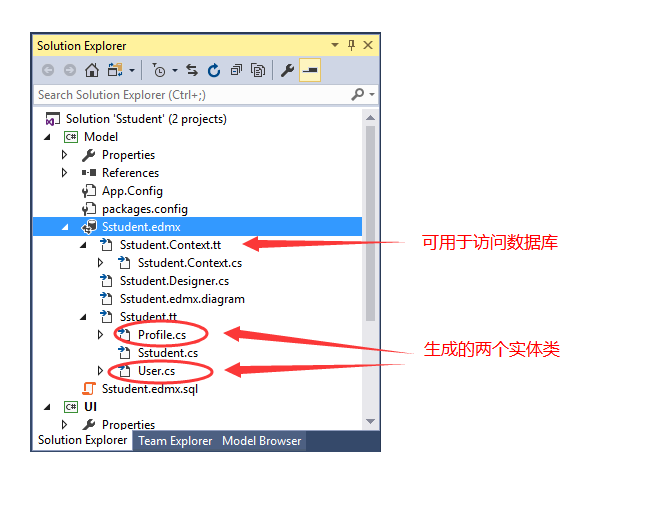 Solution Explorer
Search Solution Explorer (Ctrl+;)
Solution 'Sstudent' (2 projects)
C# Model
Properties
References
App.Config
packages.config
Sstudent.edmx
Sstudent.Context.tt
可用于访问数据库
Sstudent.Context.cs
Sstudent.Designer.cs
Sstudent.edmx.diagram
Sstudent.tt
Profile.cs
生成的两个实体类
Sstudent.cs
User.cs
Sstudent.edmx.sql
C# UI
Properties
Solution Explorer Team Explorer Model Browser